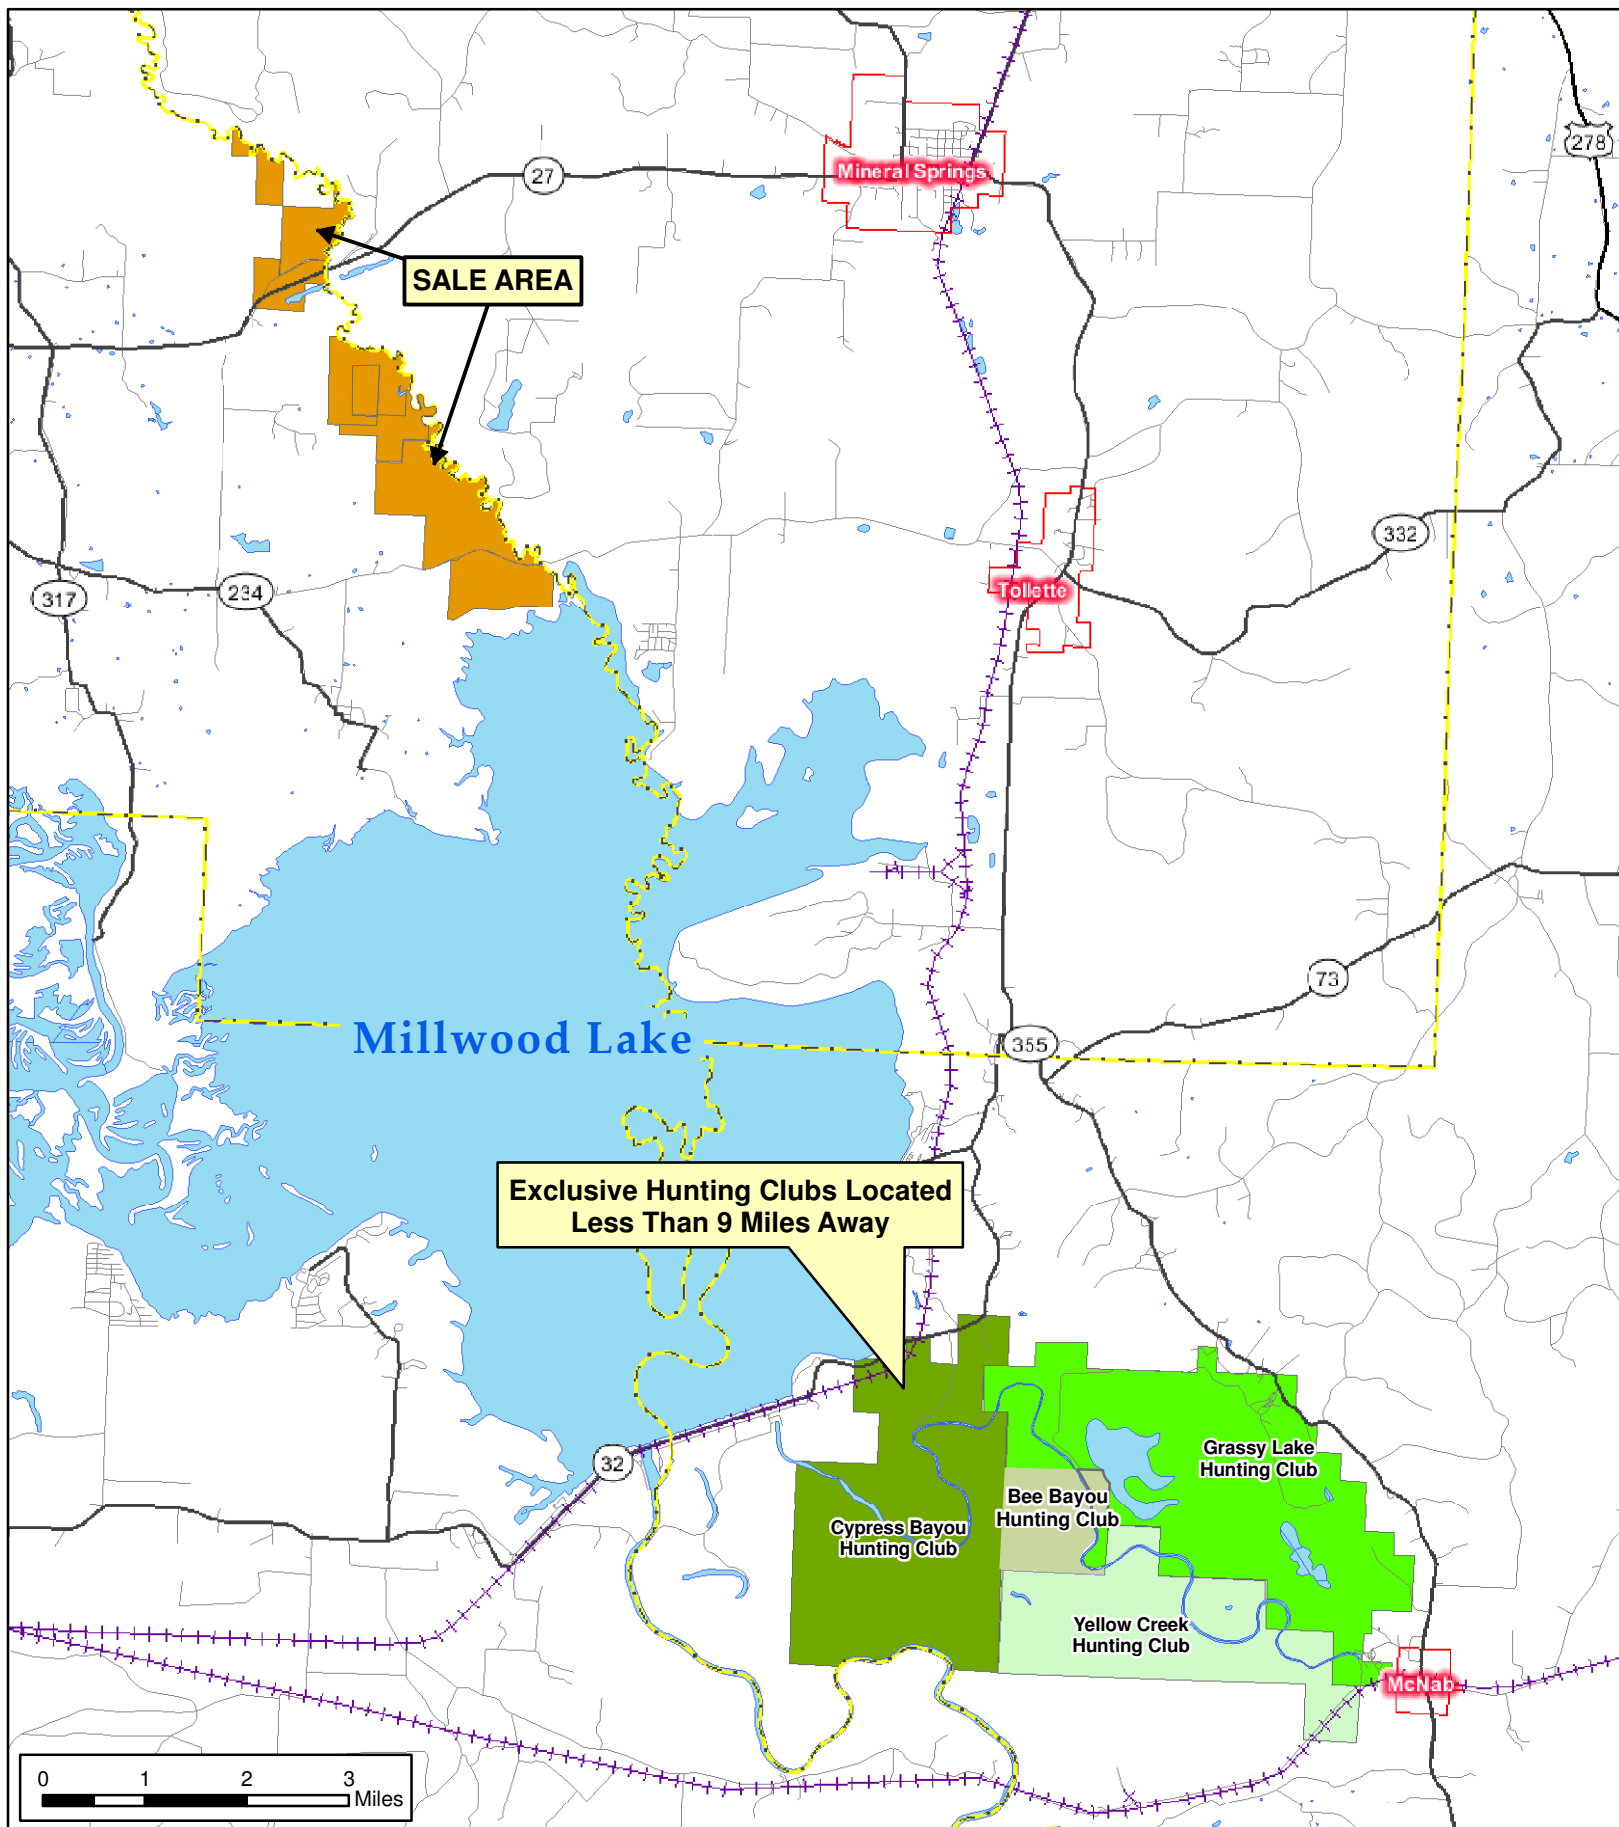 278
Mineral Springs
27
SALE AREA
332
Tollette
317
234
73
Millwood Lake
355
Exclusive Hunting Clubs Located
Less Than 9 Miles Away
Grassy Lake
Hunting Club
32
Bee Bayou
Hunting Club
Cypress Bayou
Hunting Club
Yellow Creek
Hunting Club
McNab
0 1 2 3
Miles